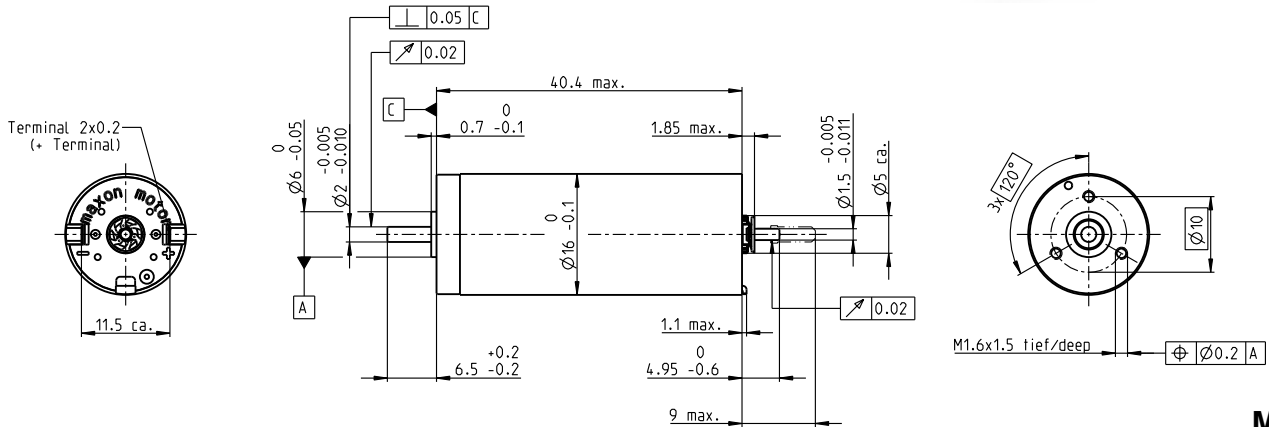 ⊥ 0.05 C
↗ 0.02
40.4 max.
C
0
0.7 -0.1
1.85 max.
Terminal 2x0.2
(+ Terminal)
0
Ø6 -0.05
-0.005
Ø2 -0.010
-0.005
Ø1.5 -0.011
Ø5 ca.
3x 120°
maxon motor
0
Ø16 -0.1
Ø10
- +
A
↗ 0.02
11.5 ca.
1.1 max.
M1.6x1.5 tief/deep
⌖ Ø0.2 A
+0.2
6.5 -0.2
0
4.95 -0.6
9 max.
M